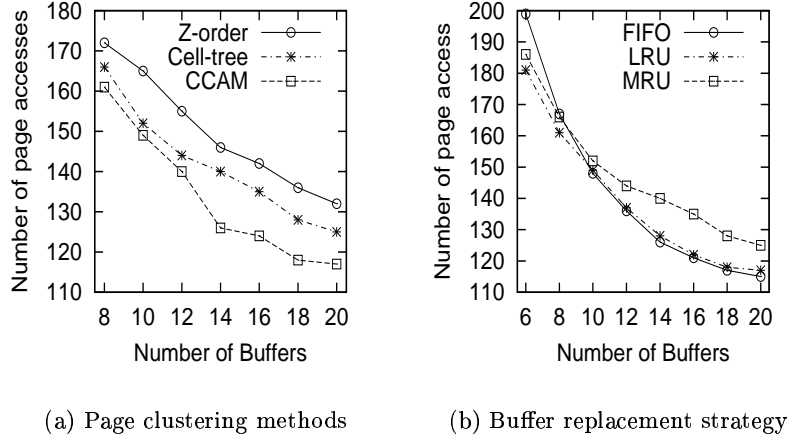 Number of page accesses
180
170
160
150
140
130
120
110
8 10 12 14 16 18 20
Number of Buffers
Z-order
Cell-tree
CCAM
(a) Page clustering methods
Number of page access
200
190
180
170
160
150
140
130
120
110
6 8 10 12 14 16 18 20
Number of Buffers
FIFO
LRU
MRU
(b) Buffer replacement strategy